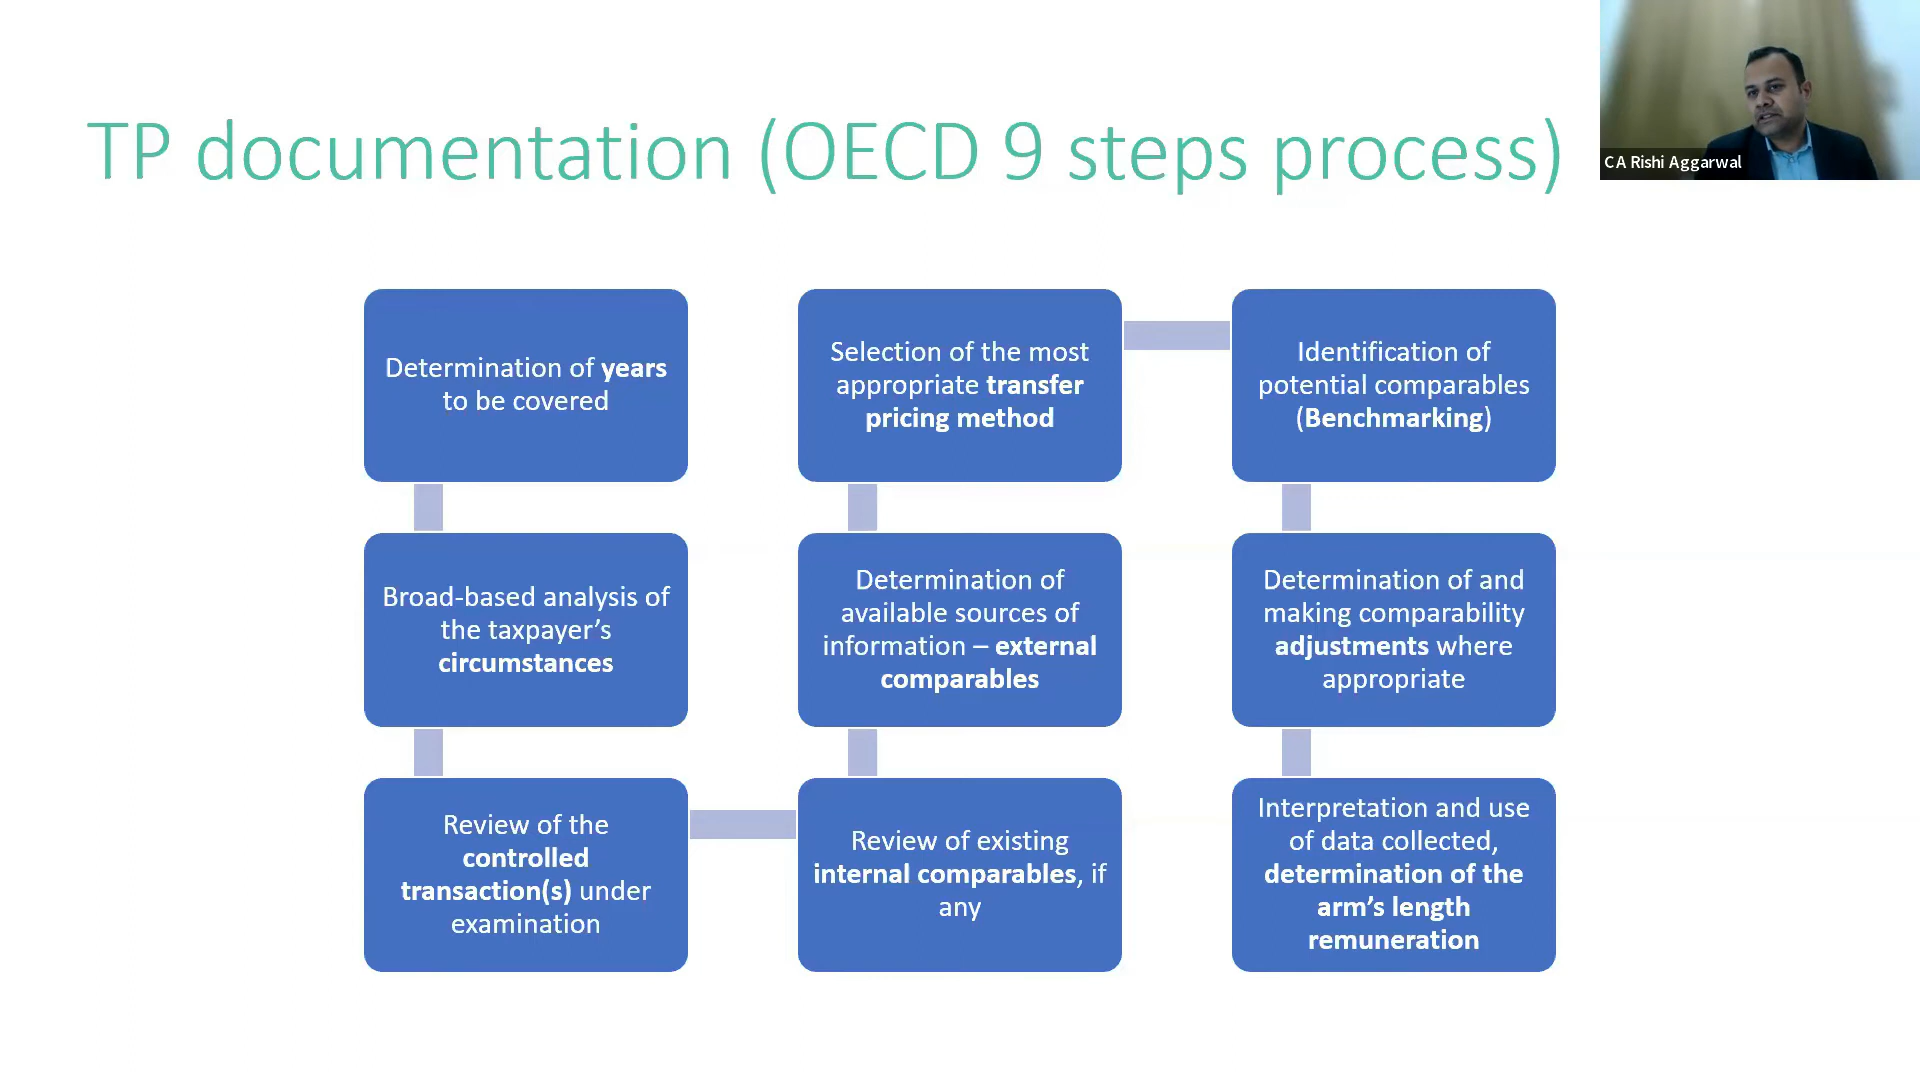 TP documentation (OECD 9 steps process)
CA Rishi Aggarwal
Determination of years
to be covered
Broad-based analysis of
the taxpayer’s
circumstances
Review of the
controlled
transaction(s) under
examination
Review of existing
internal comparables, if
any
Determination of
available sources of
information – external
comparables
Selection of the most
appropriate transfer
pricing method
Identification of
potential comparables
(Benchmarking)
Determination of and
making comparability
adjustments where
appropriate
Interpretation and use
of data collected,
determination of the
arm’s length
remuneration